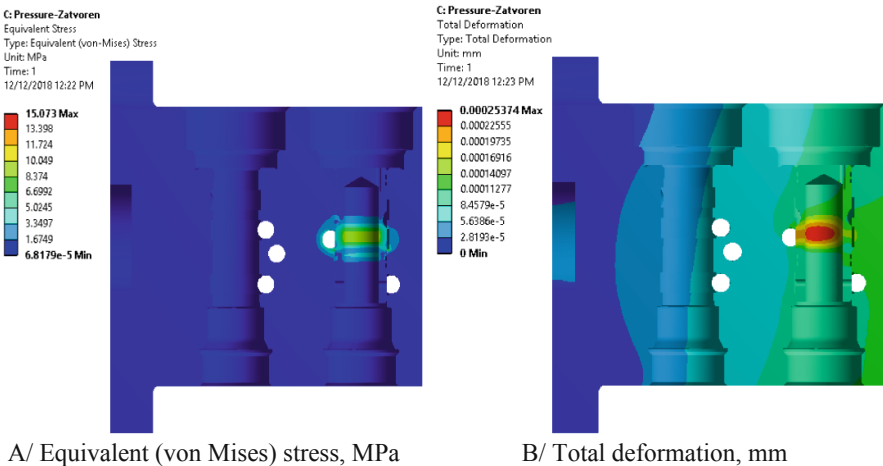 C: Pressure-Zatvoren
Equivalent Stress
Type: Equivalent (von-Mises) Stress
Unit: MPa
Time: 1
12/12/2018 12:22 PM
15.073 Max
13.398
11.724
10.049
8.374
6.6992
5.0245
3.3497
1.6749
6.8179e-5 Min
C: Pressure-Zatvoren
Total Deformation
Type: Total Deformation
Unit: mm
Time: 1
12/12/2018 12:23 PM
0.00025374 Max
0.00022555
0.00019735
0.00016916
0.00014097
0.00011277
8.4579e-5
5.6386e-5
2.8193e-5
0 Min
A/ Equivalent (von Mises) stress, MPa
B/ Total deformation, mm